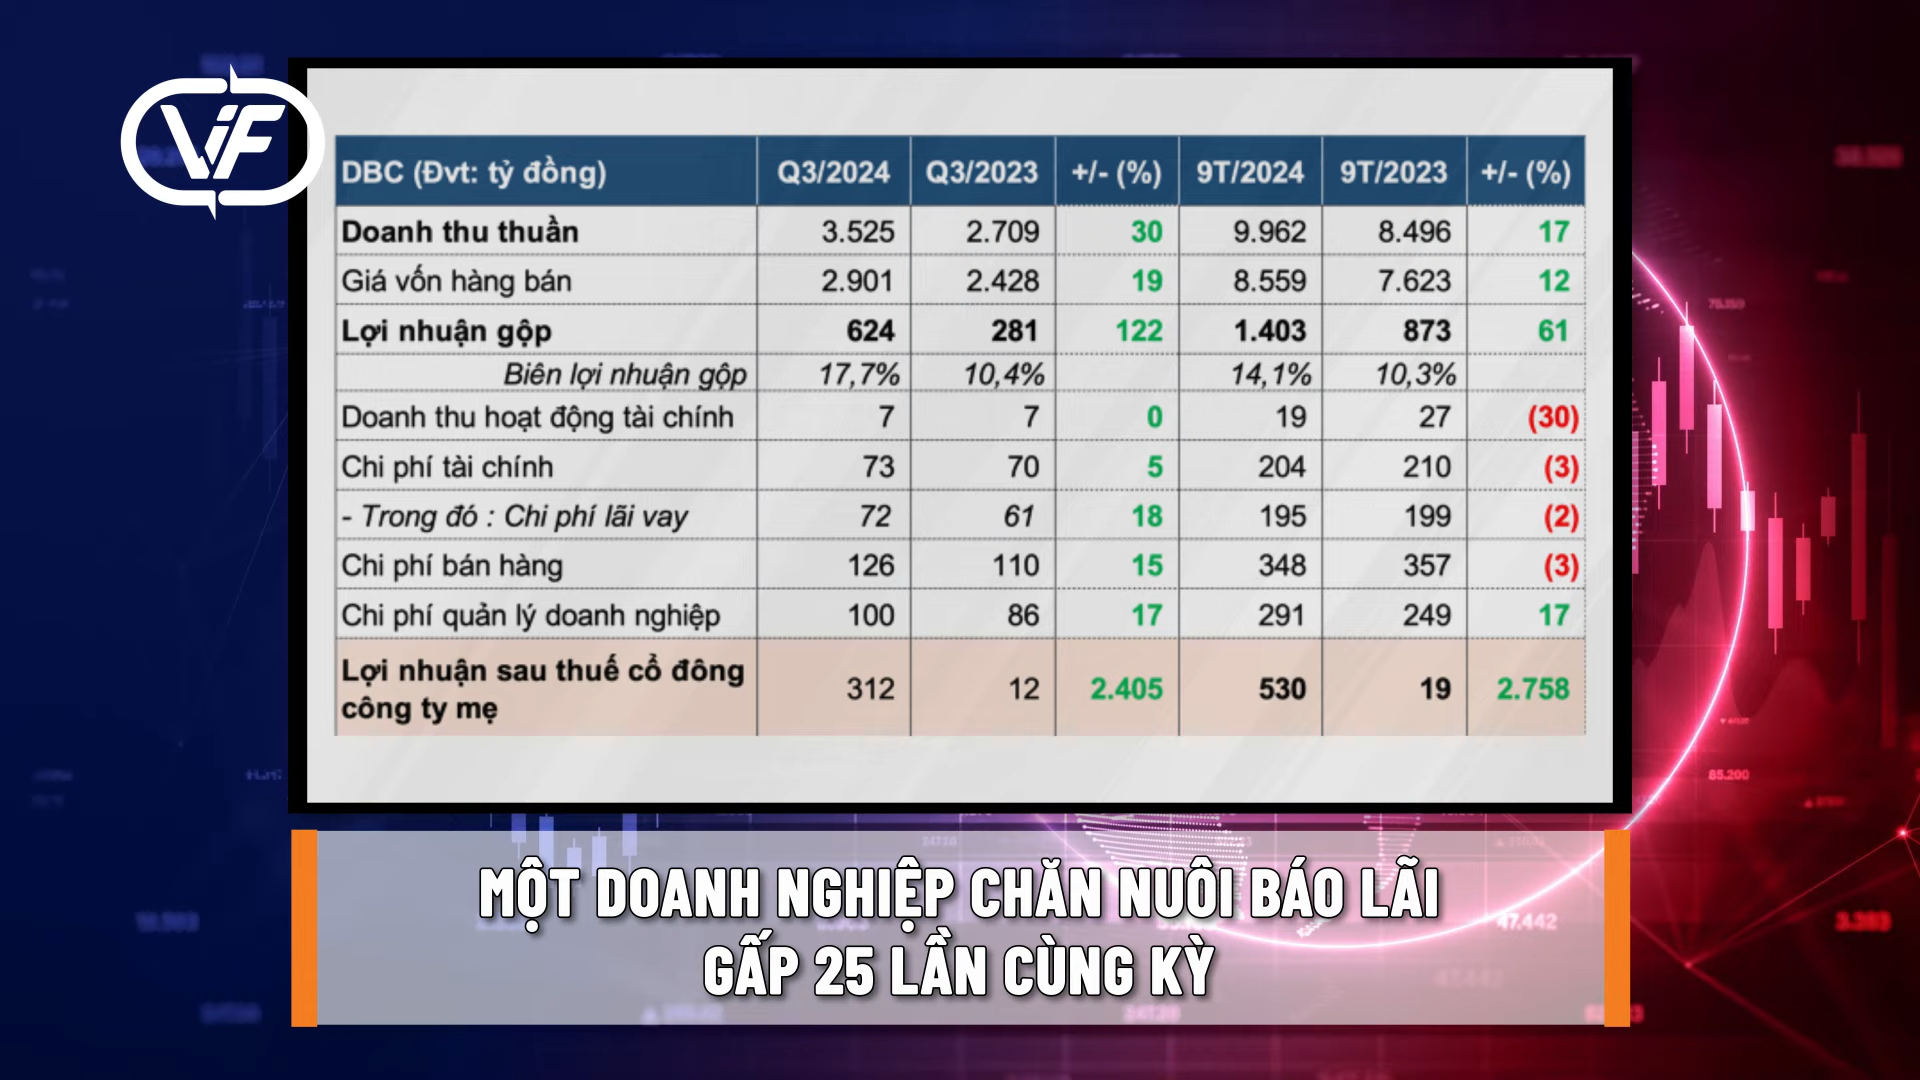 VIF
DBC (Đvt: tỷ đồng) Q3/2024 Q3/2023 +/- (%) 9T/2024 9T/2023 +/- (%)
Doanh thu thuần 3.525 2.709 30 9.962 8.496 17
Giá vốn hàng bán 2.901 2.428 19 8.559 7.623 12
Lợi nhuận gộp 624 281 122 1.403 873 61
Biên lợi nhuận gộp 17,7% 10,4% 14,1% 10,3%
Doanh thu hoạt động tài chính 7 7 0 19 27 (30)
Chi phí tài chính 73 70 5 204 210 (3)
- Trong đó : Chi phí lãi vay 72 61 18 195 199 (2)
Chi phí bán hàng 126 110 15 348 357 (3)
Chi phí quản lý doanh nghiệp 100 86 17 291 249 17
Lợi nhuận sau thuế cổ đông
công ty mẹ 312 12 2.405 530 19 2.758
85.200
47.442
3.393
MỘT DOANH NGHIỆP CHĂN NUÔI BÁO LÃI
GẤP 25 LẦN CÙNG KỲ